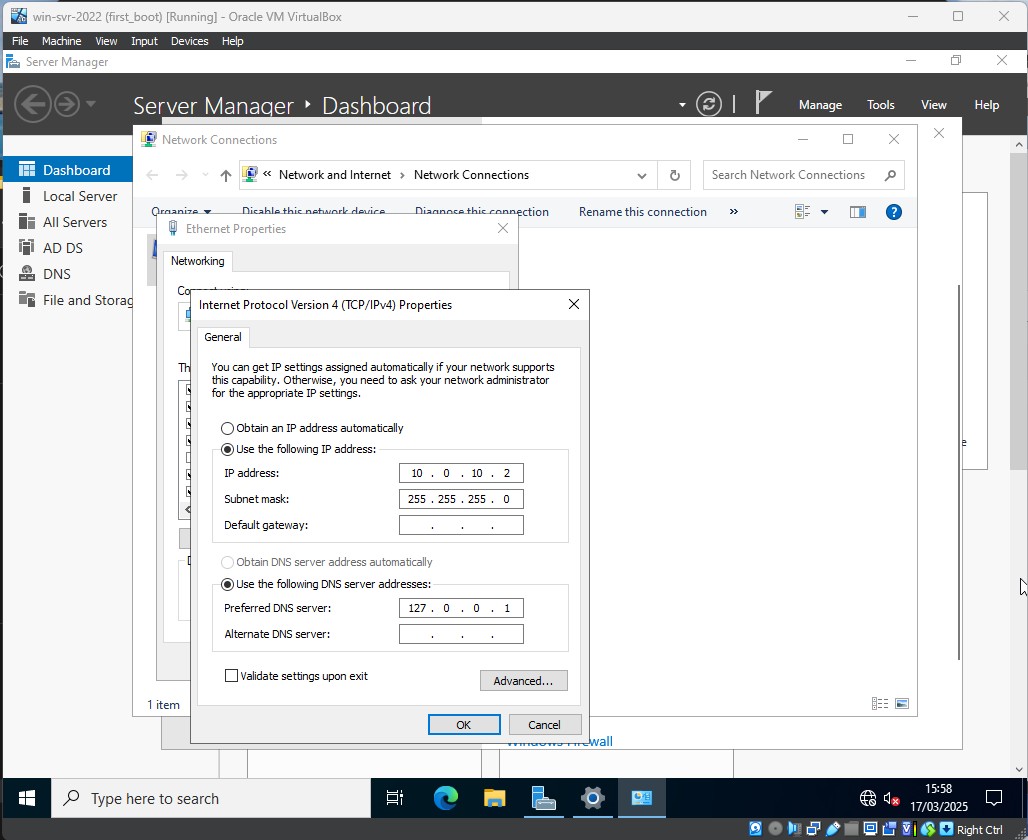 win-svr-2022 (first_boot) [Running] - Oracle VM VirtualBox
File Machine View Input Devices Help
Server Manager
Server Manager Dashboard
Manage Tools View Help
Network Connections
Dashboard
Local Server
All Servers
AD DS
DNS
File and Storag
« Network and Internet › Network Connections
Search Network Connections
Organize Disable this network device Diagnose this connection Rename this connection »
Ethernet Properties
Networking
Connect using:
Th
Internet Protocol Version 4 (TCP/IPv4) Properties
General
You can get IP settings assigned automatically if your network supports
this capability. Otherwise, you need to ask your network administrator
for the appropriate IP settings.
Obtain an IP address automatically
Use the following IP address:
IP address: 10 . 0 . 10 . 2
Subnet mask: 255 . 255 . 255 . 0
Default gateway: . . .
Obtain DNS server address automatically
Use the following DNS server addresses:
Preferred DNS server: 127 . 0 . 0 . 1
Alternate DNS server: . . .
Validate settings upon exit
Advanced...
OK Cancel
e
1 item
Windows Firewall
Type here to search
15:58
17/03/2025
Right Ctrl